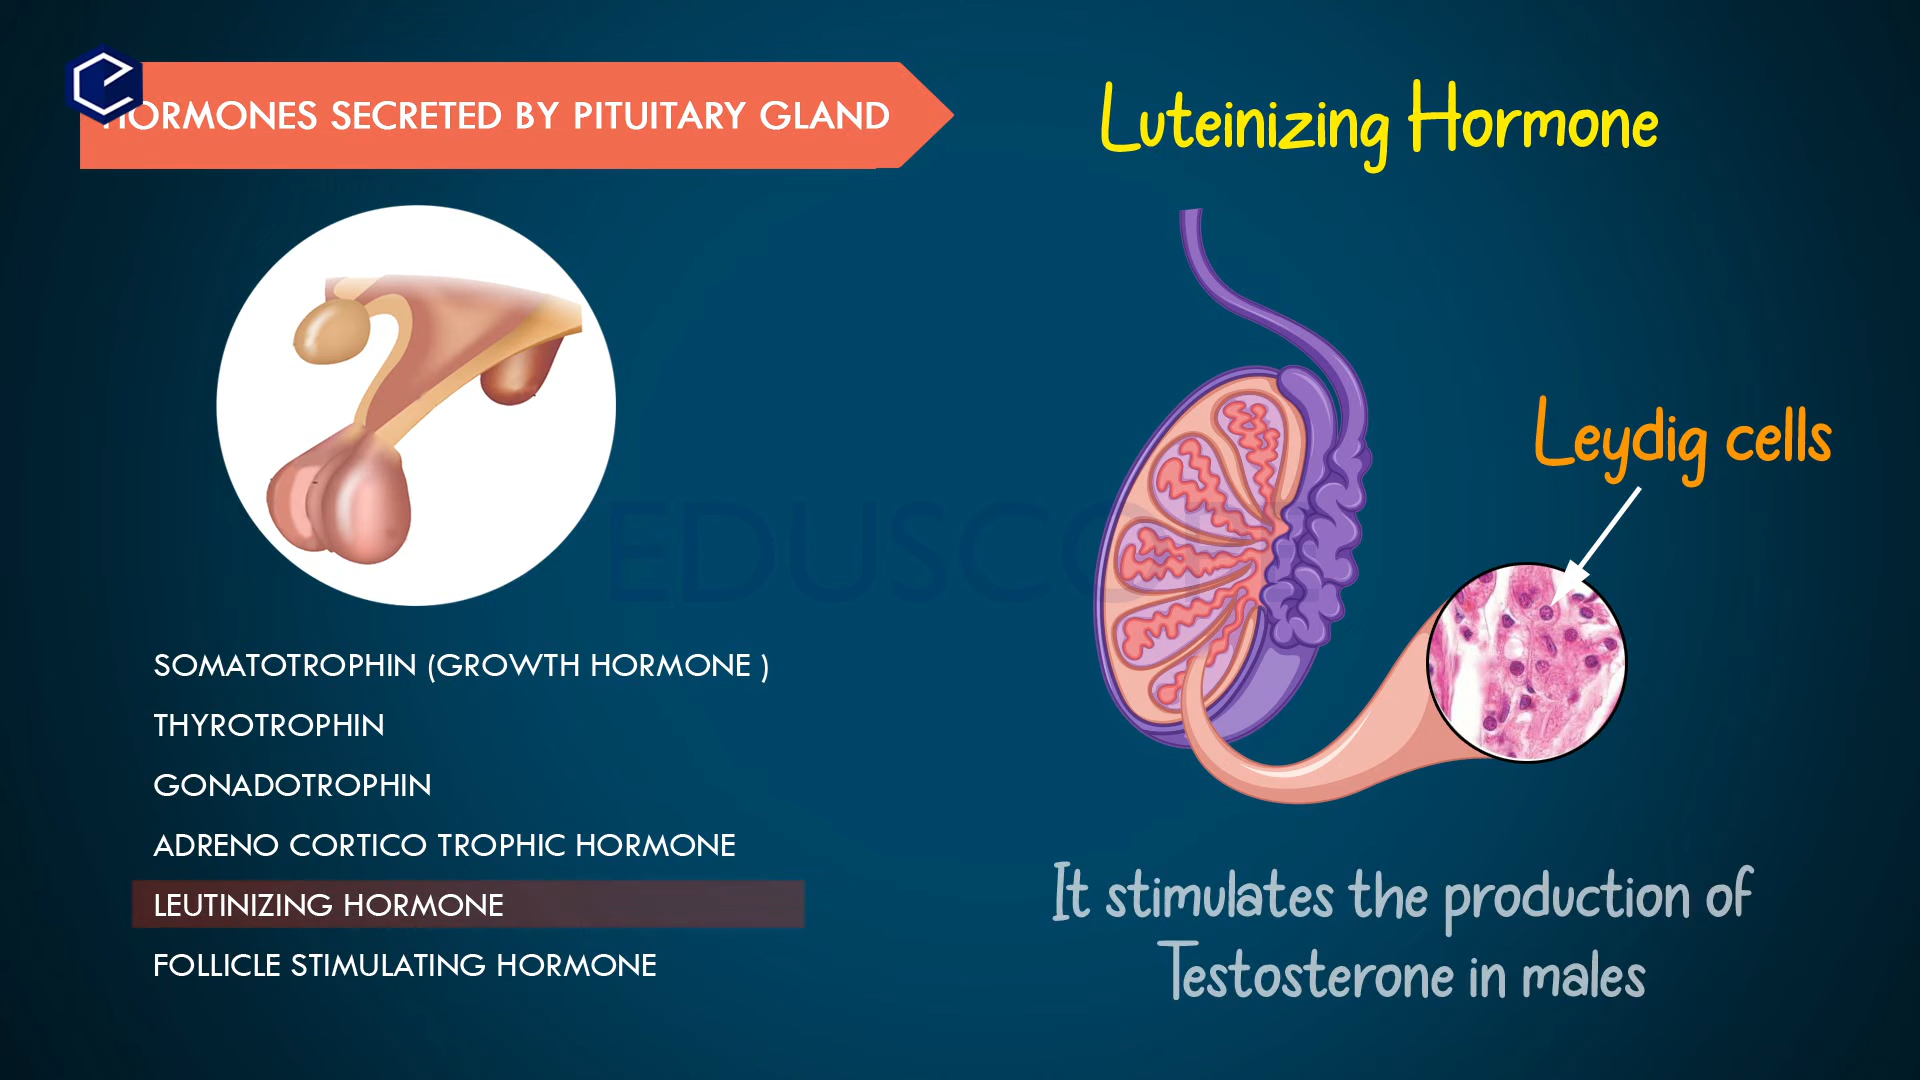 HORMONES SECRETED BY PITUITARY GLAND
Luteinizing Hormone
Leydig cells
SOMATOTROPHIN (GROWTH HORMONE )
THYROTROPHIN
GONADOTROPHIN
ADRENO CORTICO TROPHIC HORMONE
LEUTINIZING HORMONE
FOLLICLE STIMULATING HORMONE
It stimulates the production of
Testosterone in males